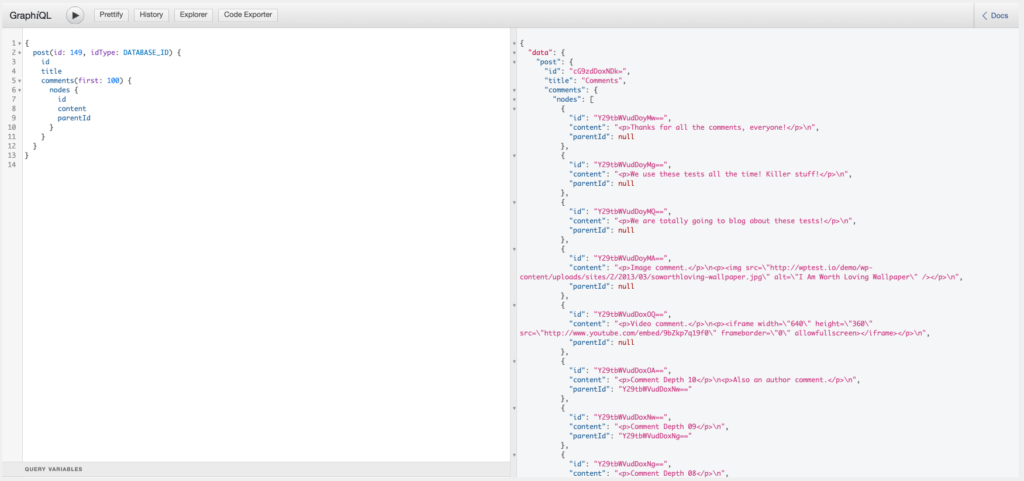 GraphiQL Prettify History Explorer Code Exporter Docs
1 {
2 post(id: 149, idType: DATABASE_ID) {
3 id
4 title
5 comments(first: 100) {
6 nodes {
7 id
8 content
9 parentId
10 }
11 }
12 }
13 }
14
QUERY VARIABLES
{
"data": {
"post": {
"id": "cG9zdDoxNDk=",
"title": "Comments",
"comments": {
"nodes": [
{
"id": "Y29tbWVudDoyMw==",
"content": "<p>Thanks for all the comments, everyone!</p>\n",
"parentId": null
},
{
"id": "Y29tbWVudDoyMg==",
"content": "<p>We use these tests all the time! Killer stuff!</p>\n",
"parentId": null
},
{
"id": "Y29tbWVudDoyMQ==",
"content": "<p>We are totally going to blog about these tests!</p>\n",
"parentId": null
},
{
"id": "Y29tbWVudDoyMA==",
"content": "<p>Image comment.</p>\n<p><img src=\"http://wptest.io/demo/wp-
content/uploads/sites/2/2013/03/soworthloving-wallpaper.jpg\" alt=\"I Am Worth Loving Wallpaper\" /></p>\n",
"parentId": null
},
{
"id": "Y29tbWVudDoxOQ==",
"content": "<p>Video comment.</p>\n<p><iframe width=\"640\" height=\"360\"
src=\"http://www.youtube.com/embed/9bZkp7q19f0\" frameborder=\"0\" allowfullscreen></iframe></p>\n",
"parentId": null
},
{
"id": "Y29tbWVudDoxOA==",
"content": "<p>Comment Depth 10</p>\n<p>Also an author comment.</p>\n",
"parentId": "Y29tbWVudDoxNw=="
},
{
"id": "Y29tbWVudDoxNw==",
"content": "<p>Comment Depth 09</p>\n",
"parentId": "Y29tbWVudDoxNg=="
},
{
"id": "Y29tbWVudDoxNg==",
"content": "<p>Comment Depth 08</p>\n",